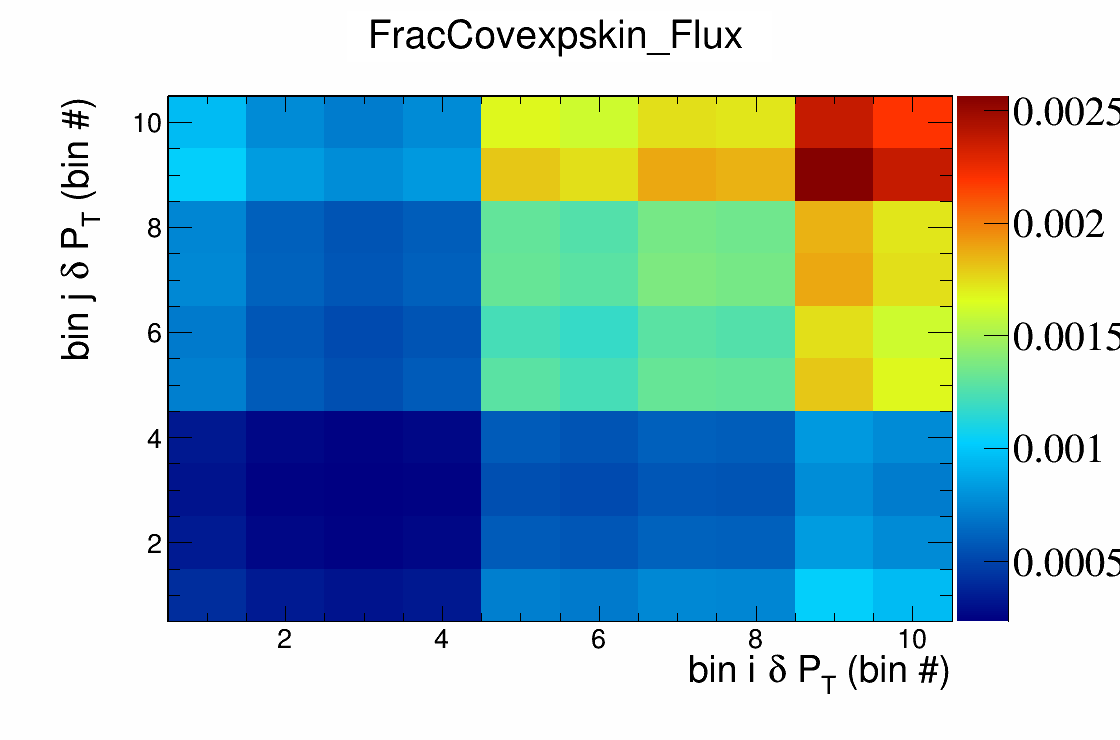 FracCovexpskin_Flux
bin j δ P_T (bin #)
10
8
6
4
2
2 4 6 8 10
bin i δ P_T (bin #)
0.0025
0.002
0.0015
0.001
0.0005